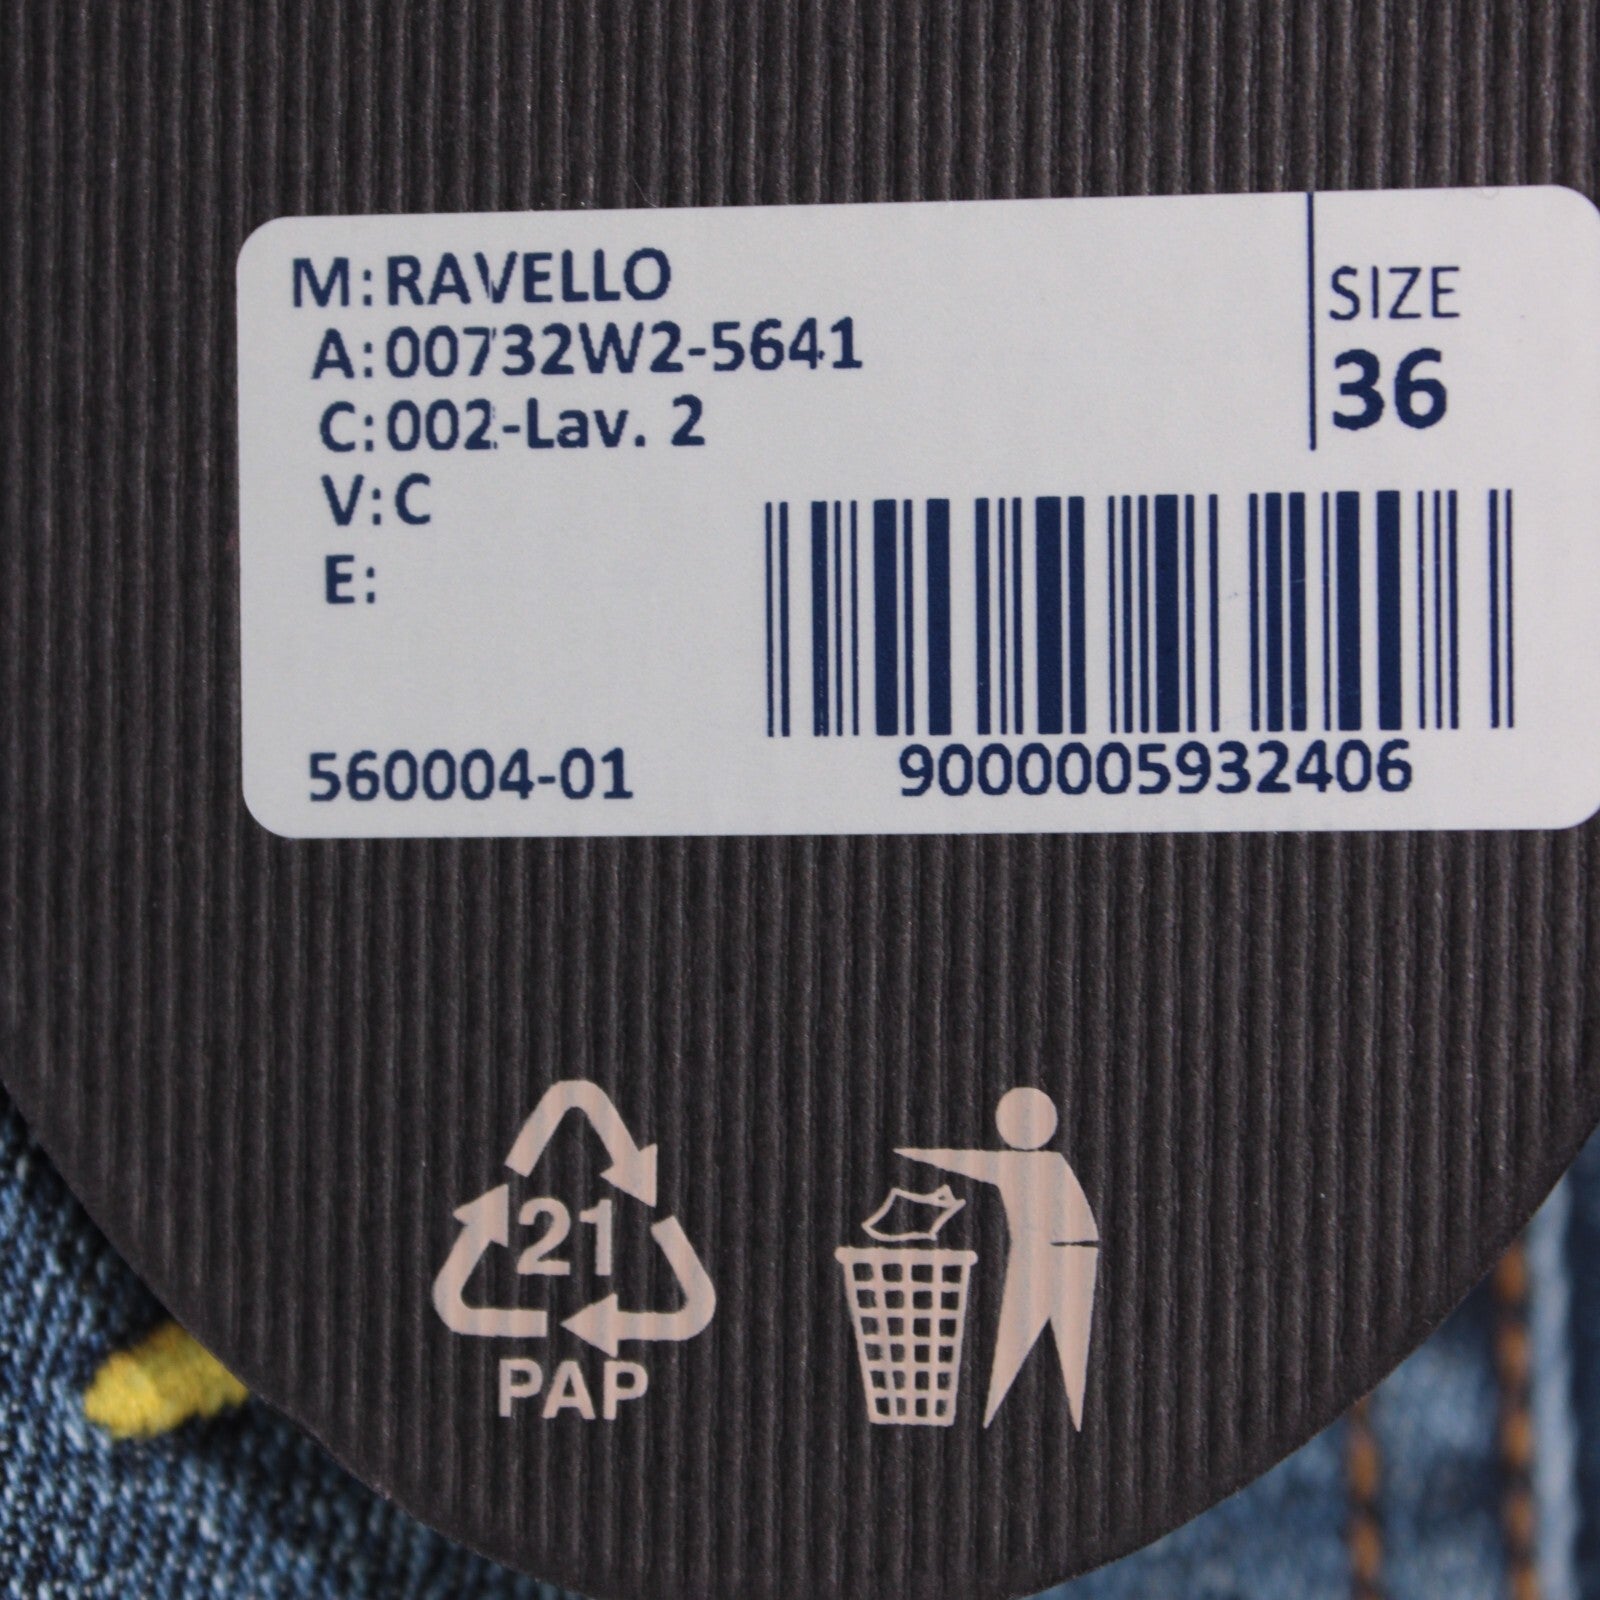 M: RAVELLO
A: 00732W2-5641
C: 002-Lav. 2
V: C
E:
SIZE
36
560004-01
9000005932406
21
PAP